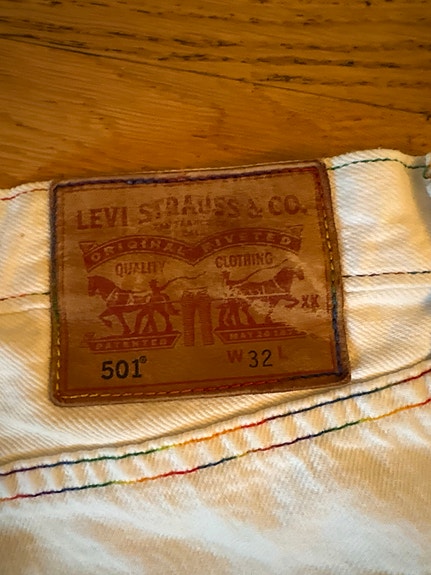 LEVI STRAUSS & CO.
ORIGINAL RIVETED
QUALITY CLOTHING
XX
PATENTED
501®
W 32 L